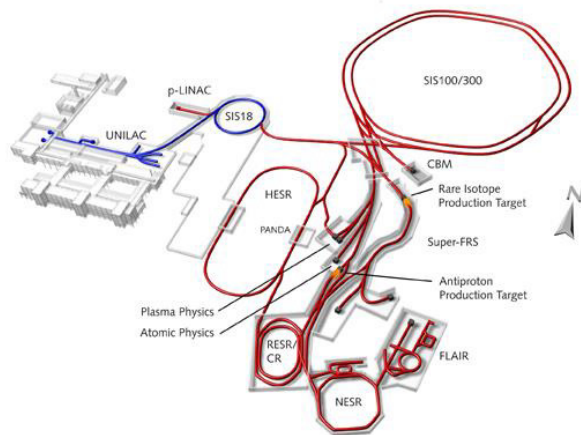 SIS100/300
p-LINAC
SIS18
UNILAC
CBM
HESR
Rare Isotope
Production Target
PANDA
N
Super-FRS
Plasma Physics
Atomic Physics
Antiproton
Production Target
RESR/
CR
FLAIR
NESR